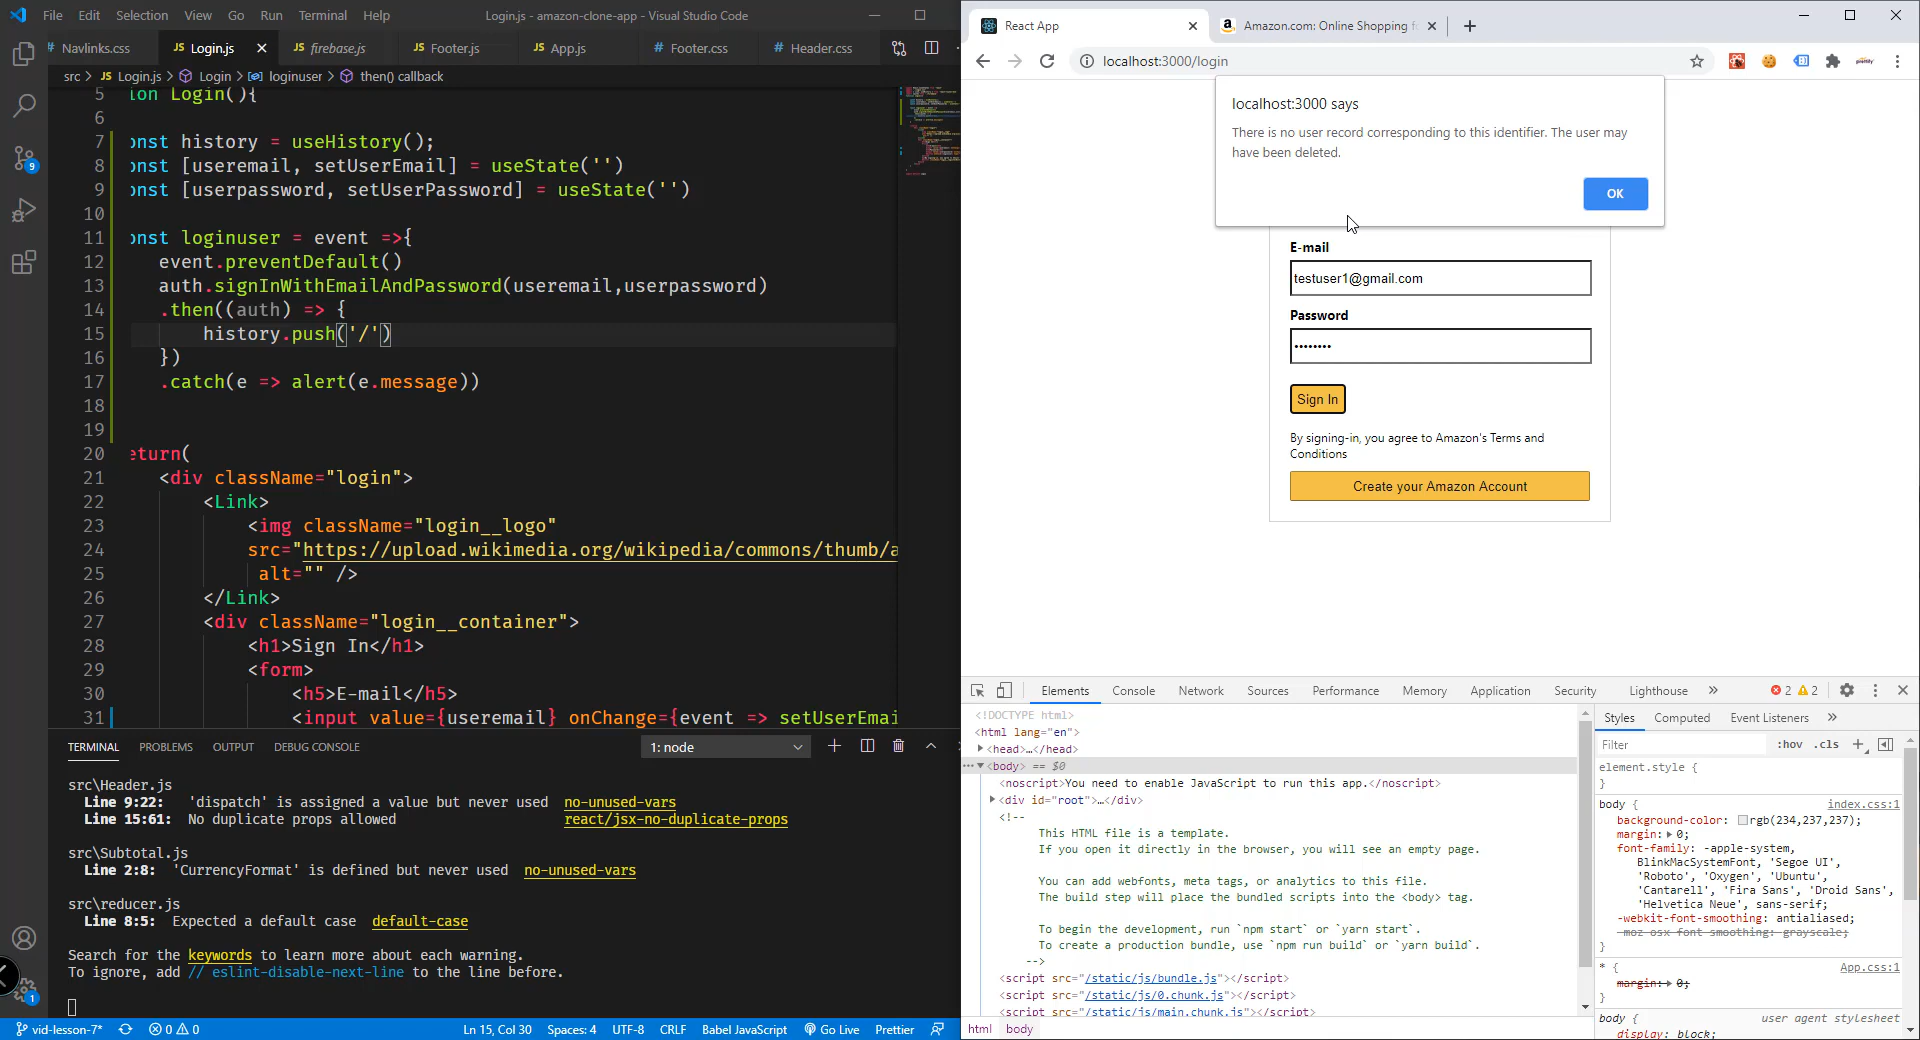 File Edit Selection View Go Run Terminal Help Login.js - amazon-clone-app - Visual Studio Code
Navlinks.css JS Login.js JS firebase.js JS Footer.js JS App.js # Footer.css # Header.css
src > JS Login.js > Login > loginuser > then() callback
5 ion Login(){
6
7 onst history = useHistory();
8 onst [useremail, setUserEmail] = useState('')
9 onst [userpassword, setUserPassword] = useState('')
10
11 onst loginuser = event =>{
12 event.preventDefault()
13 auth.signInWithEmailAndPassword(useremail,userpassword)
14 .then((auth) => {
15 history.push('/')
16 })
17 .catch(e => alert(e.message))
18
19
20 eturn(
21 <div className="login">
22 <Link>
23 <img className="login__logo"
24 src="https://upload.wikimedia.org/wikipedia/commons/thumb/a
25 alt="" />
26 </Link>
27 <div className="login__container">
28 <h1>Sign In</h1>
29 <form>
30 <h5>E-mail</h5>
31 <input value={useremail} onChange={event => setUserEmai
9
1
TERMINAL PROBLEMS OUTPUT DEBUG CONSOLE 1: node
src\Header.js
Line 9:22: 'dispatch' is assigned a value but never used no-unused-vars
Line 15:61: No duplicate props allowed react/jsx-no-duplicate-props
src\Subtotal.js
Line 2:8: 'CurrencyFormat' is defined but never used no-unused-vars
src\reducer.js
Line 8:5: Expected a default case default-case
Search for the keywords to learn more about each warning.
To ignore, add // eslint-disable-next-line to the line before.
vid-lesson-7* 0 0 Ln 15, Col 30 Spaces: 4 UTF-8 CRLF Babel JavaScript Go Live Prettier
React App Amazon.com: Online Shopping f
localhost:3000/login
localhost:3000 says
There is no user record corresponding to this identifier. The user may
have been deleted.
OK
E-mail
testuser1@gmail.com
Password
••••••••
Sign In
By signing-in, you agree to Amazon's Terms and
Conditions
Create your Amazon Account
Elements Console Network Sources Performance Memory Application Security Lighthouse » 2 2
<!DOCTYPE html>
<html lang="en">
<head>…</head>
<body> == $0
<noscript>You need to enable JavaScript to run this app.</noscript>
<div id="root">…</div>
<!--
This HTML file is a template.
If you open it directly in the browser, you will see an empty page.
You can add webfonts, meta tags, or analytics to this file.
The build step will place the bundled scripts into the <body> tag.
To begin the development, run `npm start` or `yarn start`.
To create a production bundle, use `npm run build` or `yarn build`.
-->
<script src="/static/js/bundle.js"></script>
<script src="/static/js/0.chunk.js"></script>
<script src="/static/js/main.chunk.js"></script>
html body
Styles Computed Event Listeners »
Filter :hov .cls +
element.style {
}
body { index.css:1
background-color: rgb(234,237,237);
margin: 0;
font-family: -apple-system,
BlinkMacSystemFont, 'Segoe UI',
'Roboto', 'Oxygen', 'Ubuntu',
'Cantarell', 'Fira Sans', 'Droid Sans',
'Helvetica Neue', sans-serif;
-webkit-font-smoothing: antialiased;
-moz-osx-font-smoothing: grayscale;
}
* { App.css:1
margin: 0;
}
body { user agent stylesheet
display: block;